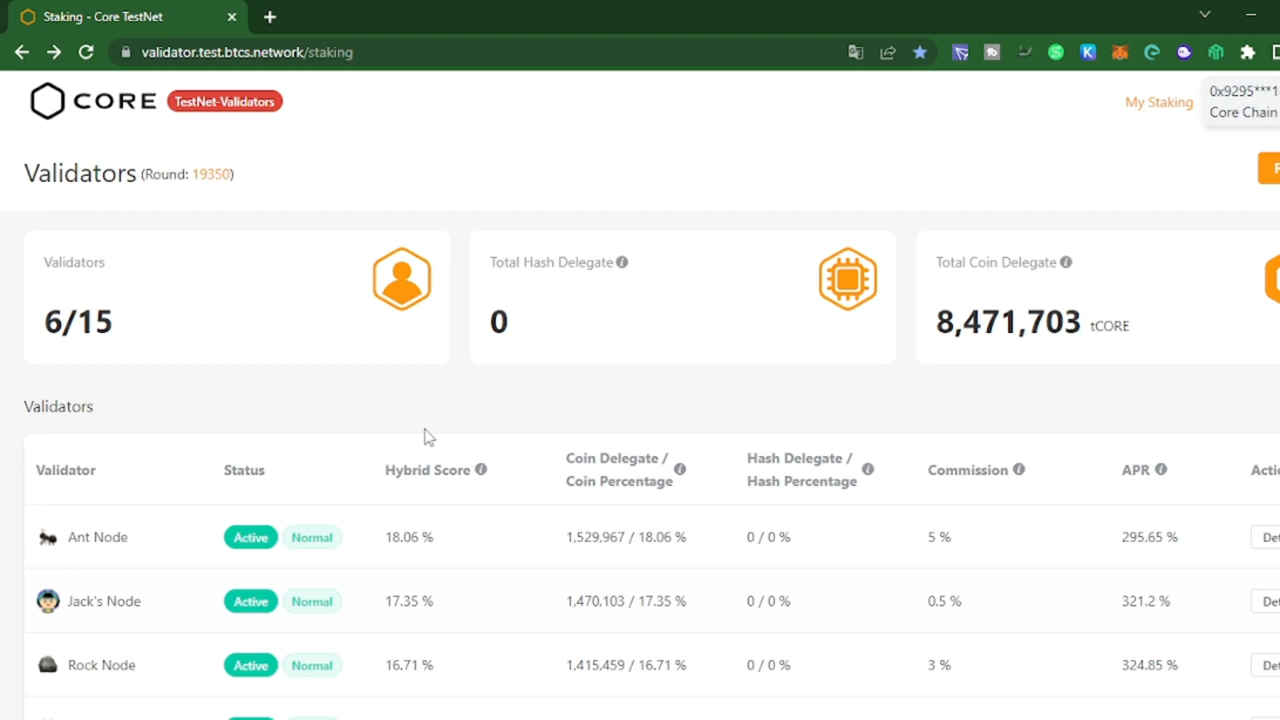 Staking - Core TestNet
validator.test.btcs.network/staking
CORE TestNet-Validators
My Staking
0x9295***1
Core Chain
Validators (Round: 19350)
Validators
6/15
Total Hash Delegate
0
Total Coin Delegate
8,471,703 tCORE
Validators
Validator Status Hybrid Score Coin Delegate / Coin Percentage Hash Delegate / Hash Percentage Commission APR Actio
Ant Node Active Normal 18.06 % 1,529,967 / 18.06 % 0 / 0 % 5 % 295.65 % Det
Jack's Node Active Normal 17.35 % 1,470,103 / 17.35 % 0 / 0 % 0.5 % 321.2 % Det
Rock Node Active Normal 16.71 % 1,415,459 / 16.71 % 0 / 0 % 3 % 324.85 % Det